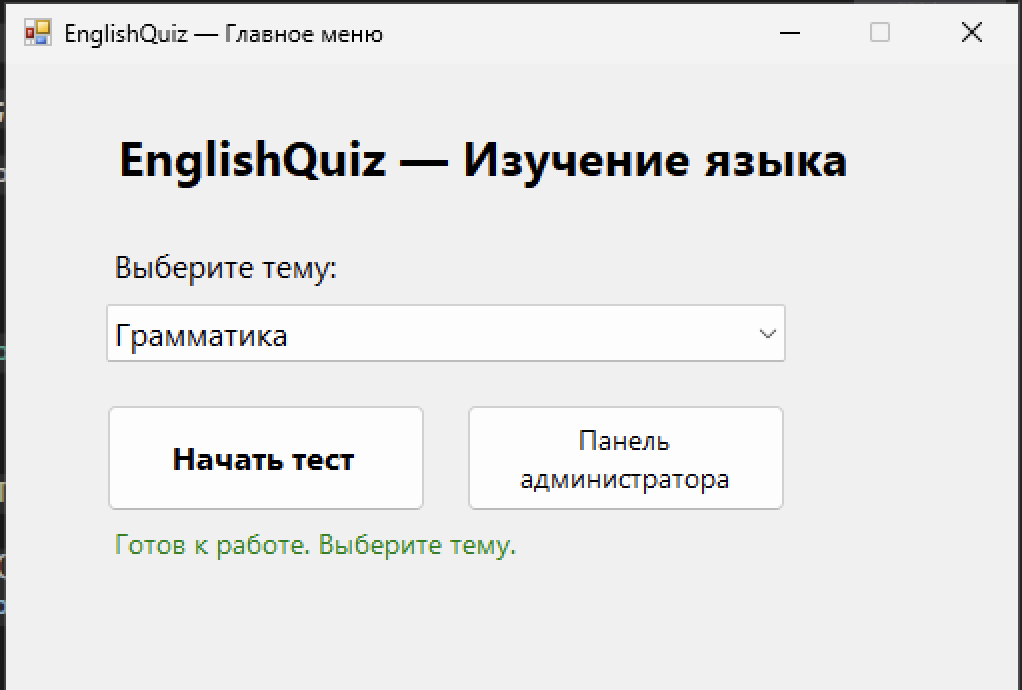 EnglishQuiz — Главное меню
EnglishQuiz — Изучение языка
Выберите тему:
Грамматика
Начать тест
Панель
администратора
Готов к работе. Выберите тему.